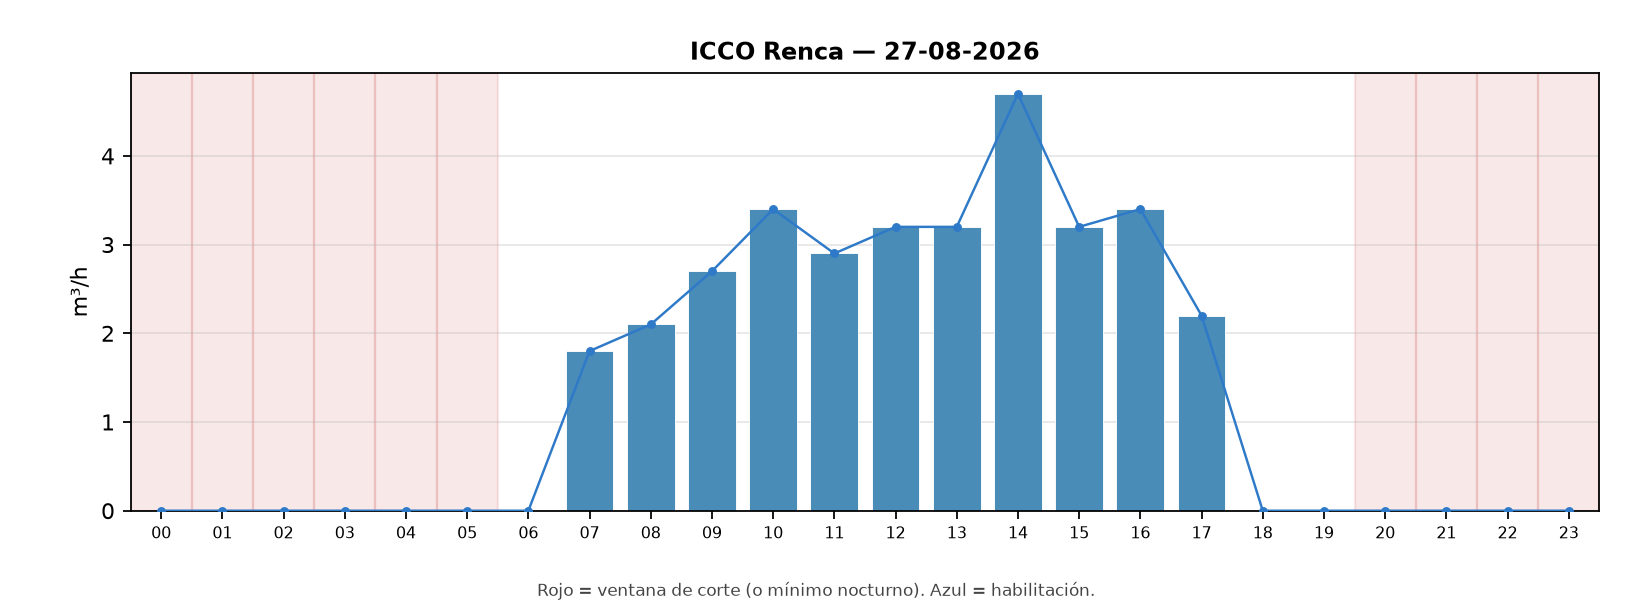 ICCO Renca — 27-08-2026
m³/h
4
3
2
1
0
00 01 02 03 04 05 06 07 08 09 10 11 12 13 14 15 16 17 18 19 20 21 22 23
Rojo = ventana de corte (o mínimo nocturno). Azul = habilitación.